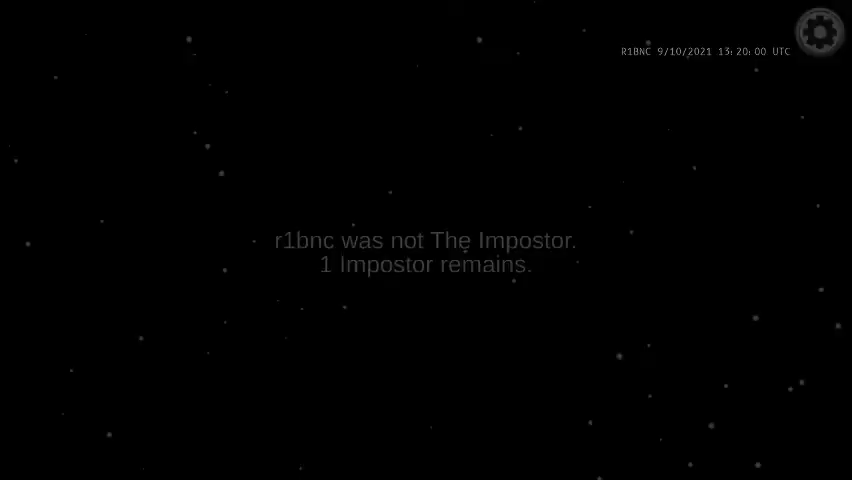 R1BNC 9/10/2021 13:20:00 UTC
r1bnc was not The Impostor.
1 Impostor remains.